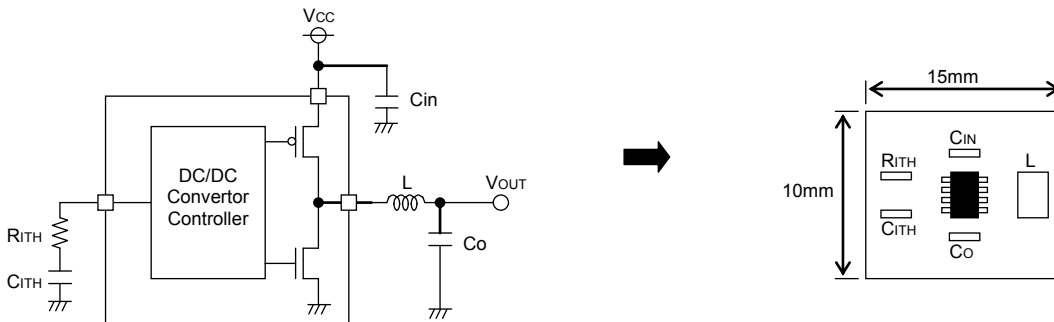 VCC
Cin
DC/DC
Convertor
Controller
L
VOUT
RITH
Co
CITH
15mm
10mm
CIN
RITH
L
CITH
CO